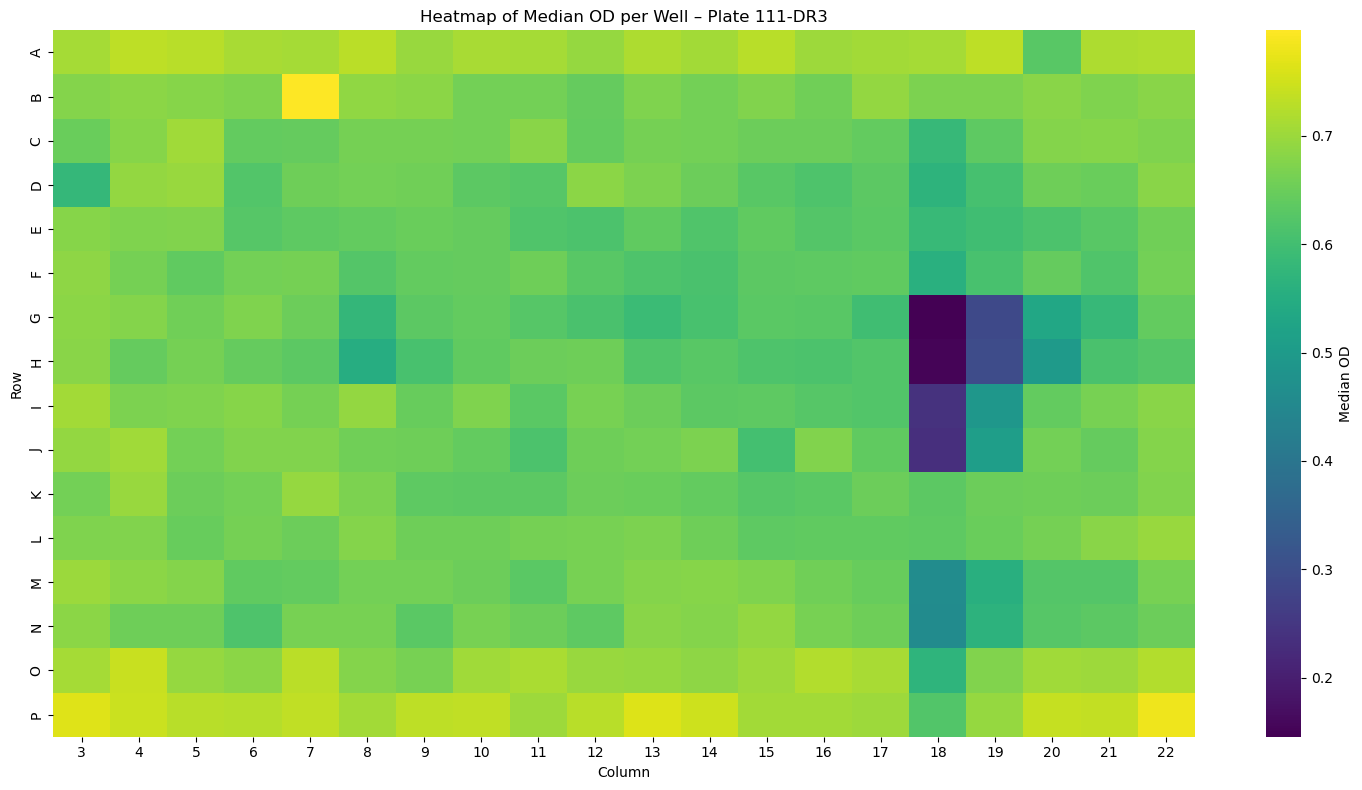 Heatmap of Median OD per Well – Plate 111-DR3
A
B
C
D
E
F
G
H
I
J
K
L
M
N
O
P
Row
3 4 5 6 7 8 9 10 11 12 13 14 15 16 17 18 19 20 21 22
Column
0.7
0.6
0.5
0.4
0.3
0.2
Median OD